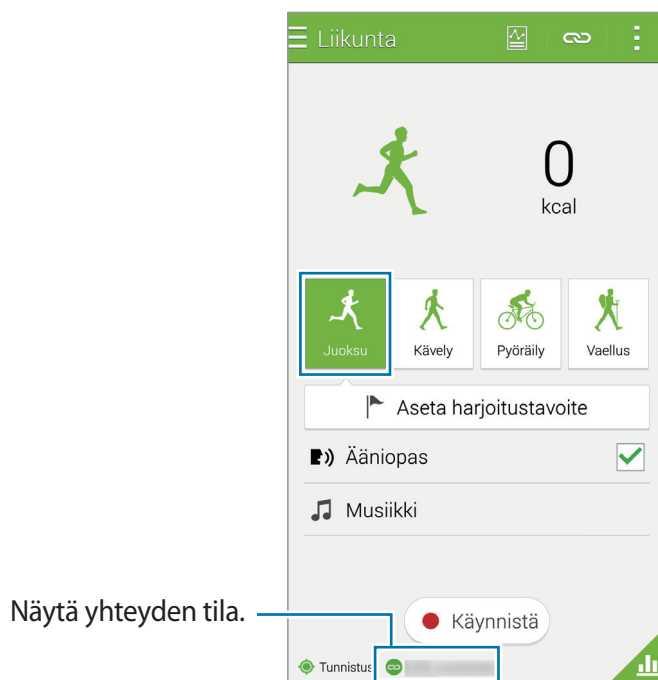 Liikunta
0
kcal
Juoksu
Kävely
Pyöräily
Vaellus
Aseta harjoitustavoite
Ääniopas
Musiikki
Näytä yhteyden tila.
Käynnistä
Tunnistus